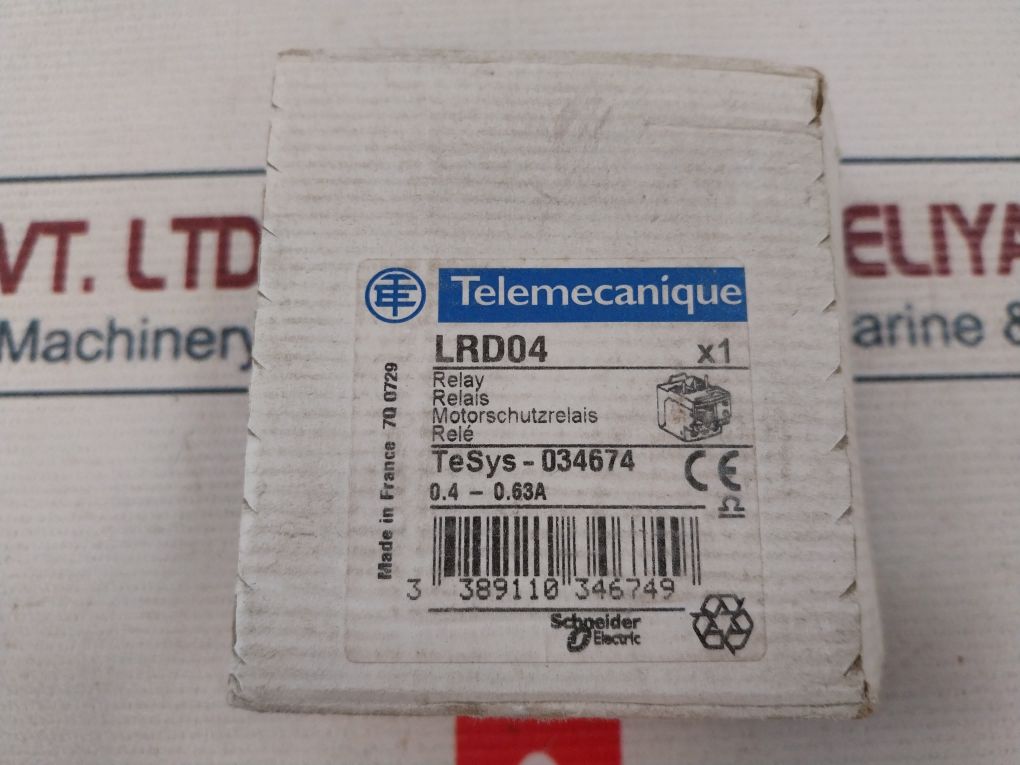 VT. LTD
ELIYA
Machinery
arine &
Telemecanique
LRD04 x1
Relay
Relais
Motorschutzrelais
Relé
TeSys - 034674
CE
0.4 - 0.63A
Made in France 7Q 0729
3 389110 346749
Schneider
Electric